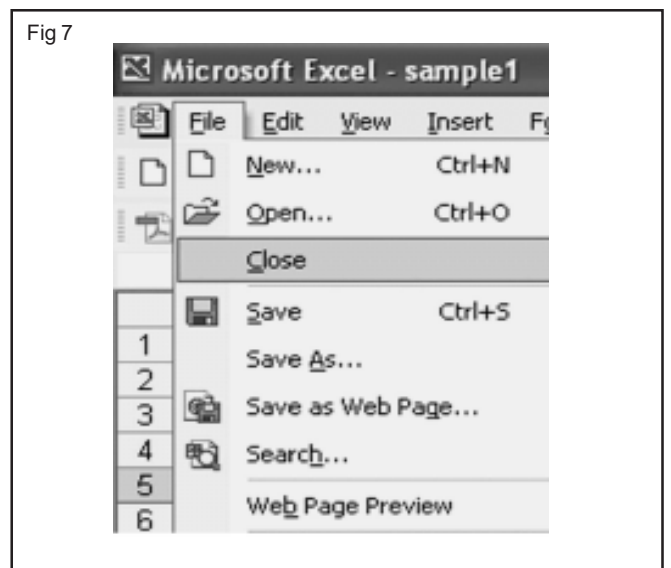 Fig 7
Microsoft Excel - sample1
File Edit View Insert
New... Ctrl+N
Open... Ctrl+O
Close
Save Ctrl+S
1
Save As...
2
3 Save as Web Page...
4 Search...
5
Web Page Preview
6